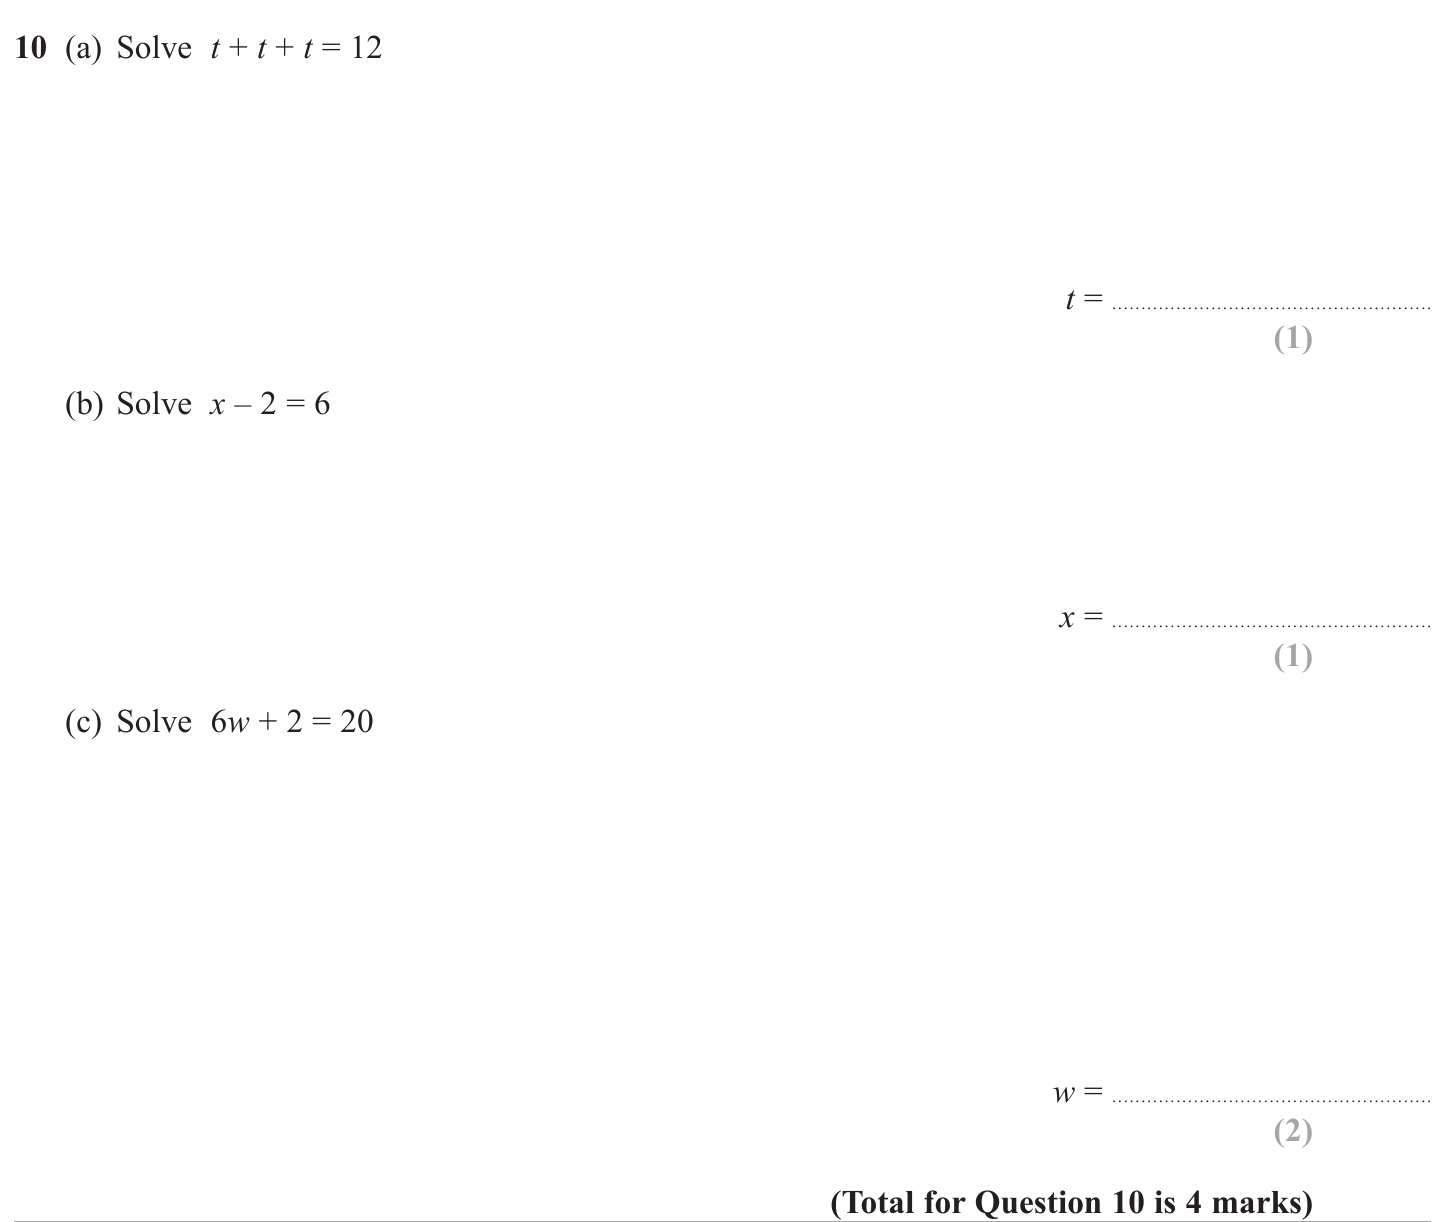 10 (a) Solve t + t + t = 12
t = ......................................................
(1)
(b) Solve x – 2 = 6
x = ......................................................
(1)
(c) Solve 6w + 2 = 20
w = ......................................................
(2)
(Total for Question 10 is 4 marks)